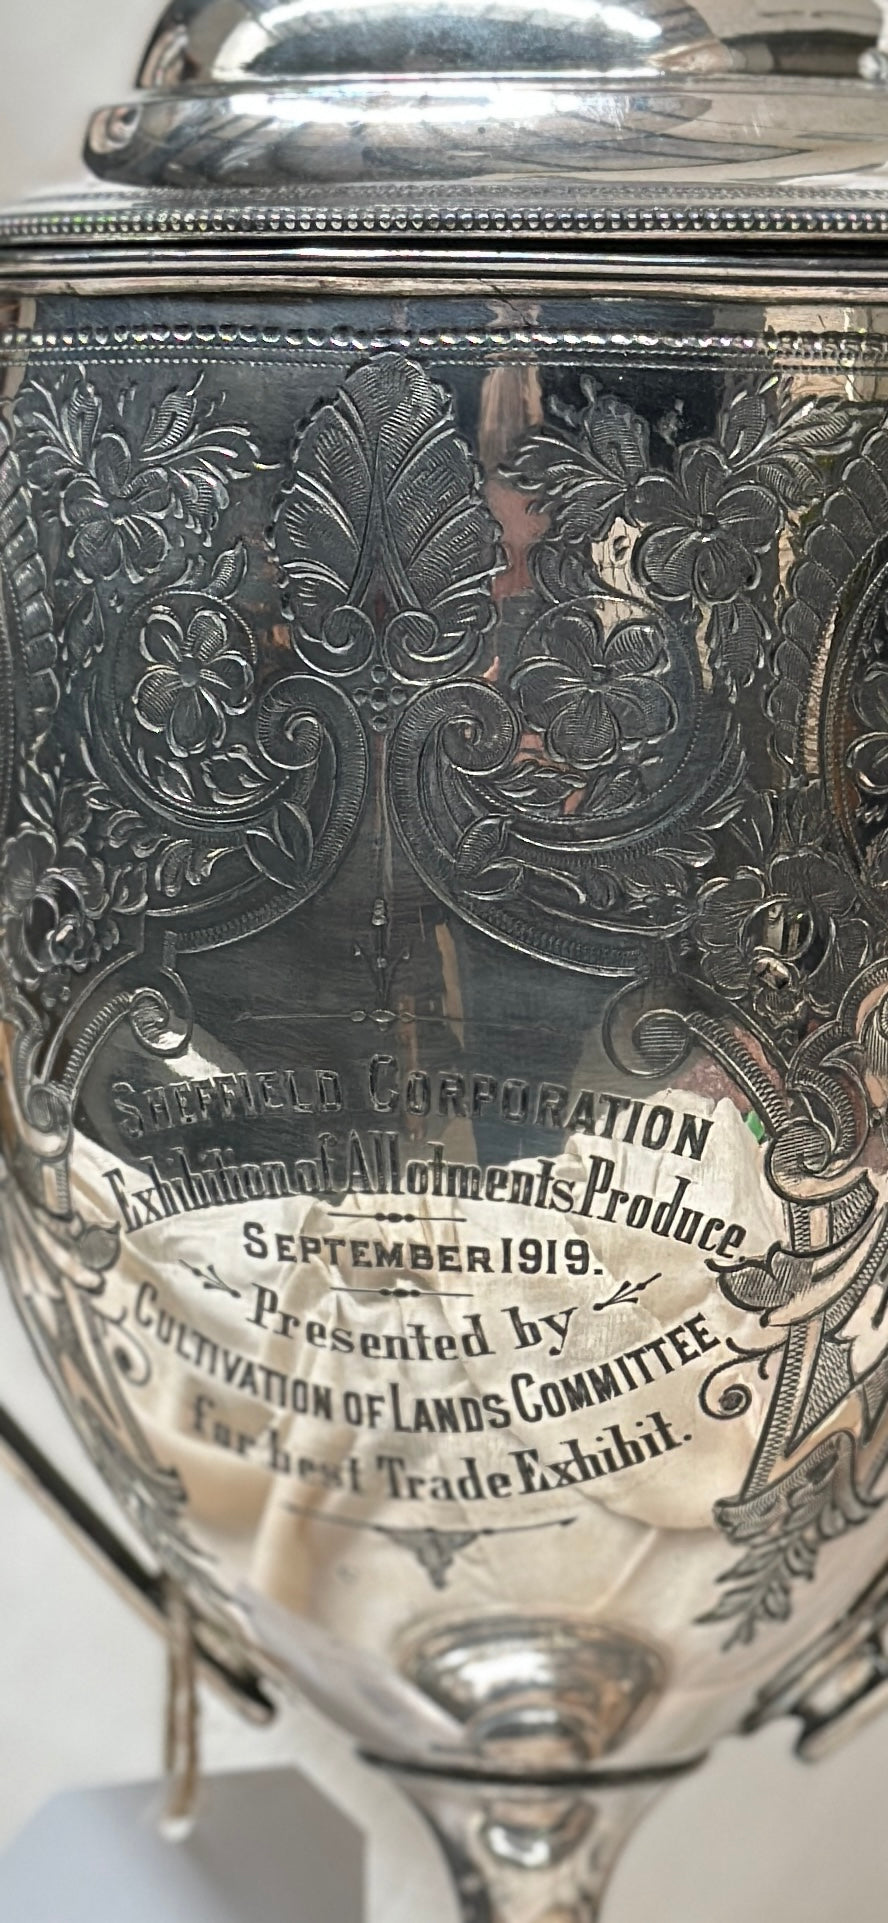 SHEFFIELD CORPORATION
Exhibition of Allotments Produce.
SEPTEMBER 1919.
Presented by
CULTIVATION OF LANDS COMMITTEE
for best Trade Exhibit.